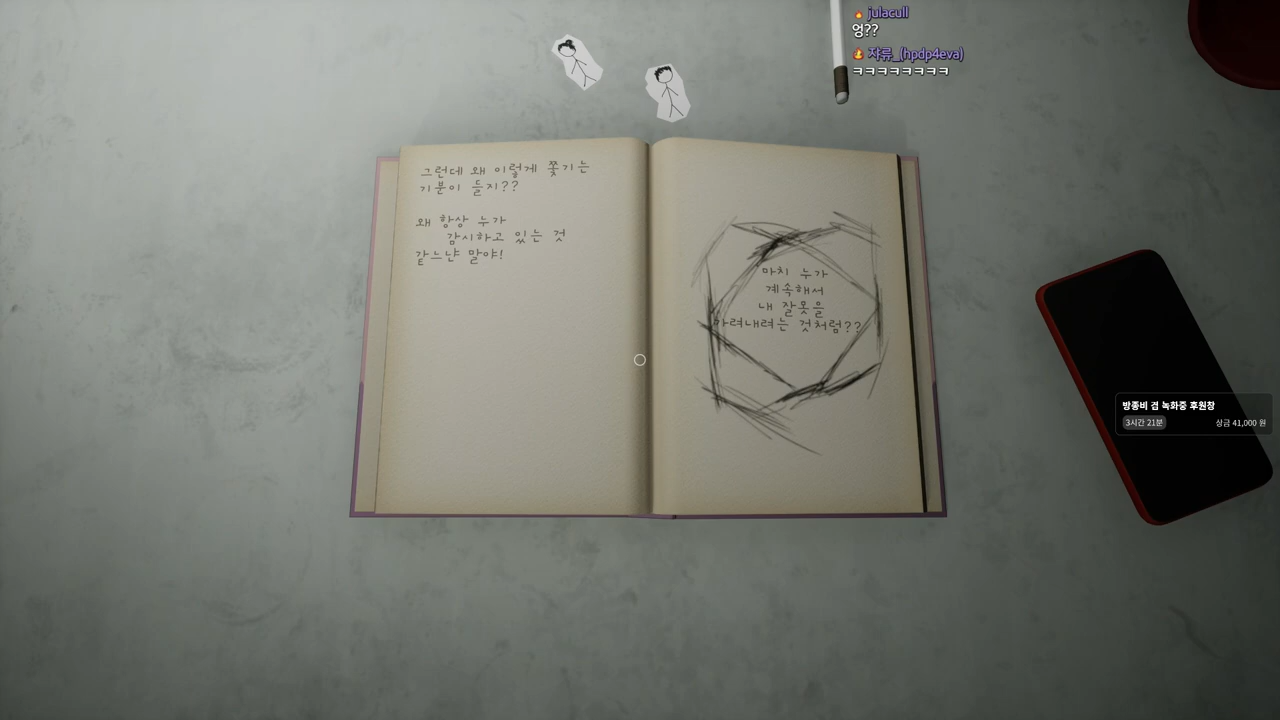 julacull
엉??
쟈류_(hpdp4eva)
ㅋㅋㅋㅋㅋㅋㅋㅋ
그런데 왜 이렇게 쫓기는
기분이 들지??
왜 항상 누가
감시하고 있는 것
같느냔 말야!
마치 누가
계속해서
내 잘못을
가려내려는 것처럼??
방종비 겸 녹화중 후원창
3시간 21분 상금 41,000 원